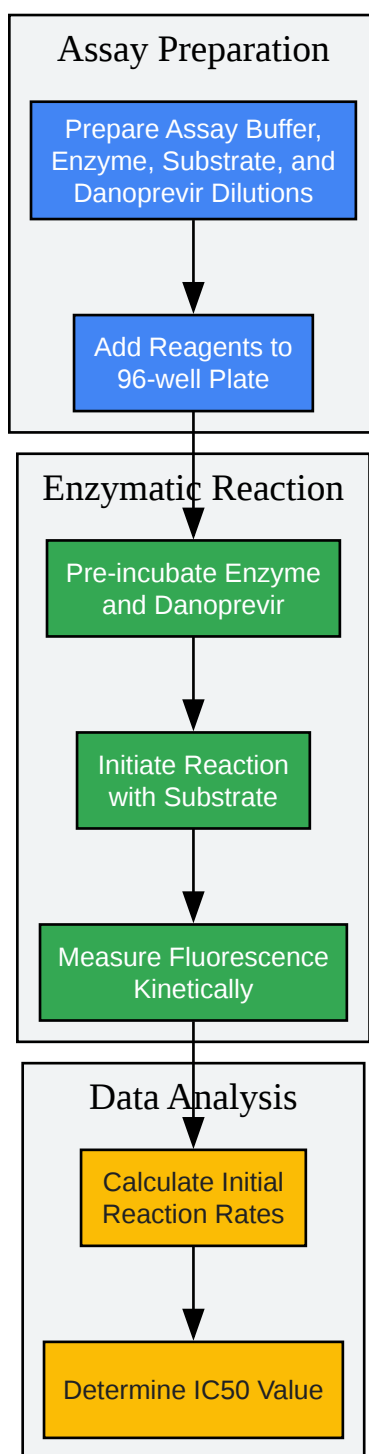 Assay Preparation
Prepare Assay Buffer,
Enzyme, Substrate, and
Danoprevir Dilutions
Add Reagents to
96-well Plate
Enzymatic Reaction
Pre-incubate Enzyme
and Danoprevir
Initiate Reaction
with Substrate
Measure Fluorescence
Kinetically
Data Analysis
Calculate Initial
Reaction Rates
Determine IC50 Value